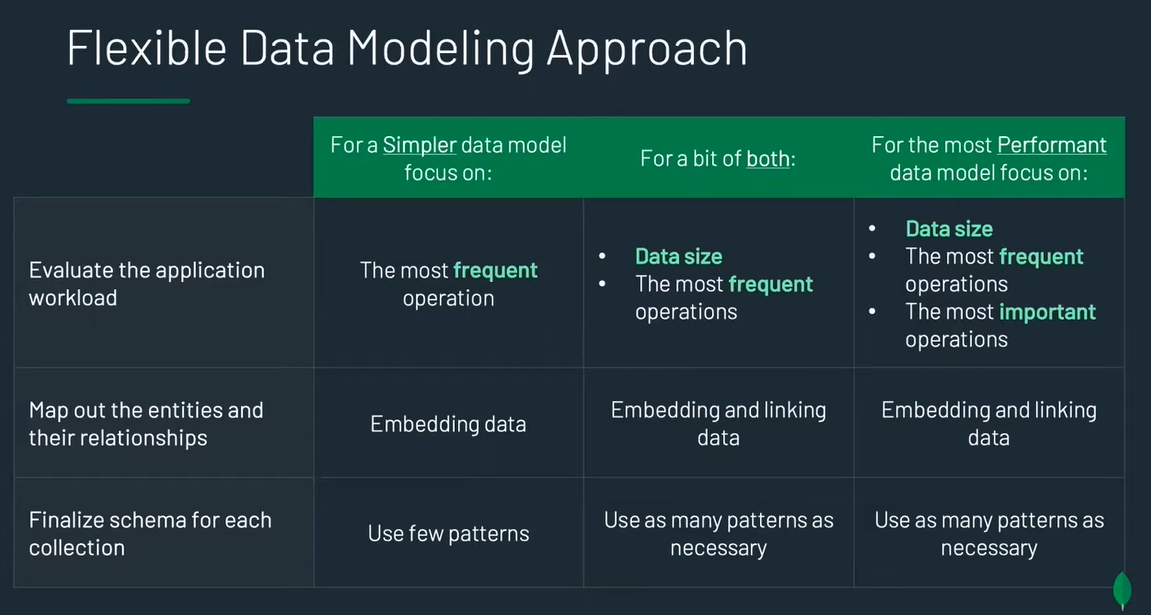 Flexible Data Modeling Approach
For a Simpler data model
focus on:
For a bit of both:
For the most Performant
data model focus on:
Evaluate the application
workload
The most frequent
operation
• Data size
• The most frequent
operations
• Data size
• The most frequent
operations
• The most important
operations
Map out the entities and
their relationships
Embedding data
Embedding and linking
data
Embedding and linking
data
Finalize schema for each
collection
Use few patterns
Use as many patterns as
necessary
Use as many patterns as
necessary